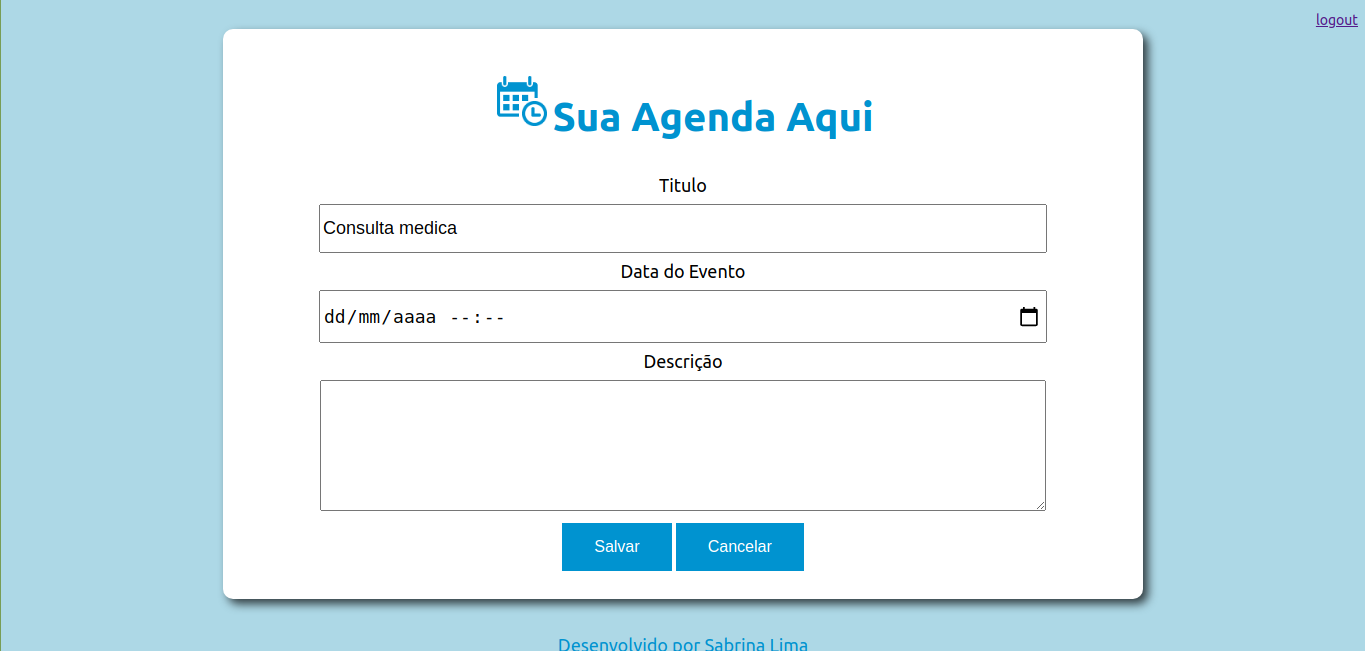 logout
Sua Agenda Aqui
Titulo
Consulta medica
Data do Evento
dd/mm/aaaa --:--
Descrição
Salvar Cancelar
Desenvolvido por Sabrina Lima